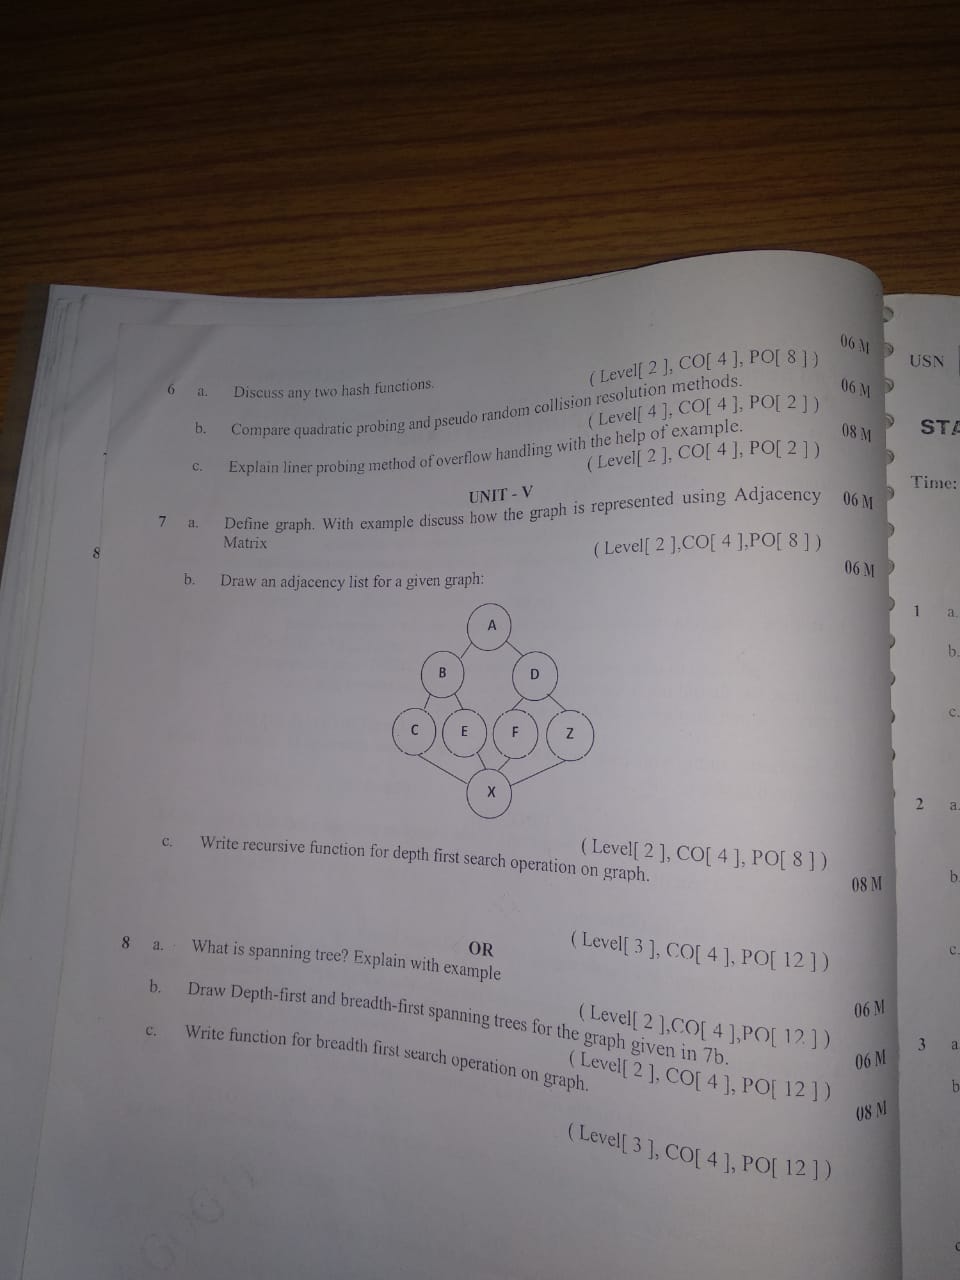 06 M
6 a. Discuss any two hash functions.
( Level[ 2 ], CO[ 4 ], PO[ 8 ] )
06 M
b. Compare quadratic probing and pseudo random collision resolution methods.
( Level[ 4 ], CO[ 4 ], PO[ 2 ] )
08 M
c. Explain liner probing method of overflow handling with the help of example.
( Level[ 2 ], CO[ 4 ], PO[ 2 ] )
UNIT - V
7 a. Define graph. With example discuss how the graph is represented using Adjacency 06 M
Matrix
( Level[ 2 ],CO[ 4 ],PO[ 8 ] )
8
06 M
b. Draw an adjacency list for a given graph:
A
B D
C E F Z
X
( Level[ 2 ], CO[ 4 ], PO[ 8 ] )
c. Write recursive function for depth first search operation on graph.
08 M
( Level[ 3 ], CO[ 4 ], PO[ 12 ] )
OR
8 a. What is spanning tree? Explain with example
06 M
( Level[ 2 ],CO[ 4 ],PO[ 12 ] )
b. Draw Depth-first and breadth-first spanning trees for the graph given in 7b.
06 M
( Level[ 2 ], CO[ 4 ], PO[ 12 ] )
c. Write function for breadth first search operation on graph.
08 M
( Level[ 3 ], CO[ 4 ], PO[ 12 ] )
USN
STA
Time:
1 a.
b.
c.
2 a.
b.
c.
3 a
b
c